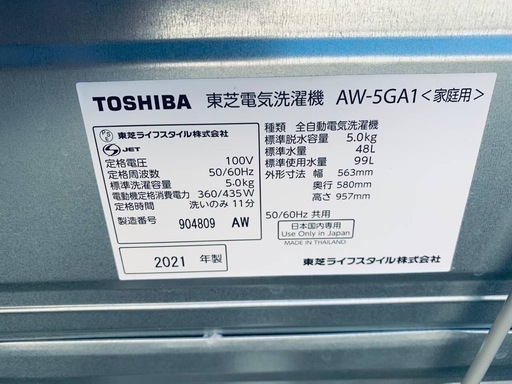 TOSHIBA 東芝電気洗濯機 AW-5GA1<家庭用>
東芝ライフスタイル株式会社
S JET
定格電圧 100V
定格周波数 50/60Hz
標準洗濯容量 5.0kg
電動機定格消費電力 360/435W
定格時間 洗いのみ 11分
製造番号 904809 AW
2021 年製
種類 全自動電気洗濯機
標準脱水容量 5.0kg
標準水量 48L
標準使用水量 99L
外形寸法 幅 563mm
奥行 580mm
高さ 957mm
50/60Hz 共用
日本国内専用
Use Only in Japan
MADE IN THAILAND
東芝ライフスタイル株式会社